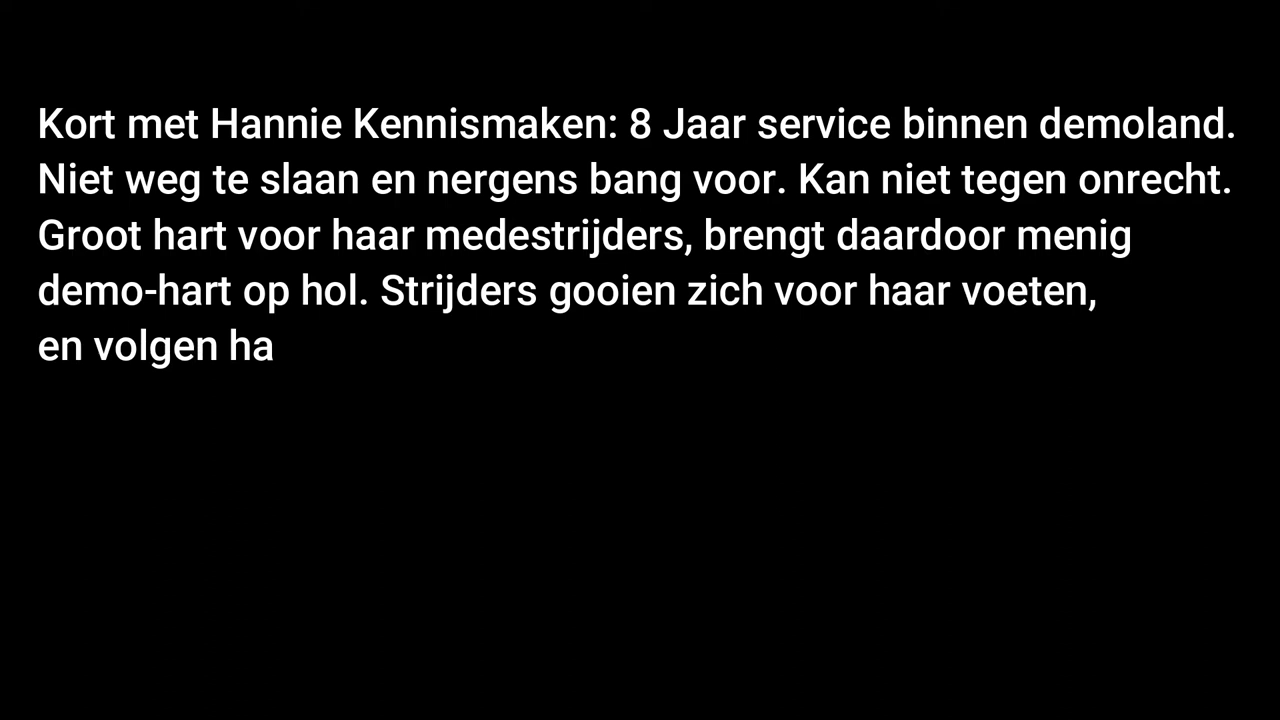 Kort met Hannie Kennismaken: 8 Jaar service binnen demoland.
Niet weg te slaan en nergens bang voor. Kan niet tegen onrecht.
Groot hart voor haar medestrijders, brengt daardoor menig
demo-hart op hol. Strijders gooien zich voor haar voeten,
en volgen ha